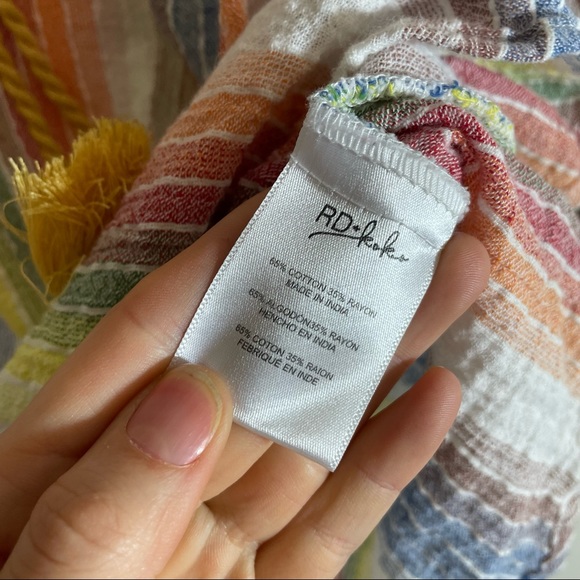 RD+koko
65% COTTON 35% RAYON
MADE IN INDIA
65% ALGODÓN35% RAYON
HENCHO EN INDIA
65% COTON 35% RAION
FEBRIQUE EN INDE